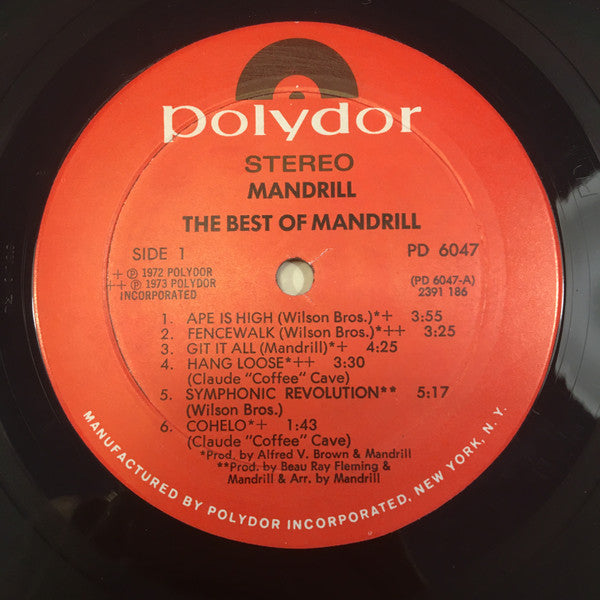 polydor
STEREO
MANDRILL
THE BEST OF MANDRILL
SIDE 1
PD 6047
+ ℗ 1972 POLYDOR
++ ℗ 1973 POLYDOR
INCORPORATED
(PD 6047-A)
2391 186
1. APE IS HIGH (Wilson Bros.)*+ 3:55
2. FENCEWALK (Wilson Bros.)*++ 3:25
3. GIT IT ALL (Mandrill)*+ 4:25
4. HANG LOOSE*++ 3:30
(Claude "Coffee" Cave)
5. SYMPHONIC REVOLUTION** 5:17
(Wilson Bros.)
6. COHELO*+ 1:43
(Claude "Coffee" Cave)
*Prod. by Alfred V. Brown & Mandrill
**Prod. by Beau Ray Fleming &
Mandrill & Arr. by Mandrill
MANUFACTURED BY POLYDOR INCORPORATED, NEW YORK, N. Y.